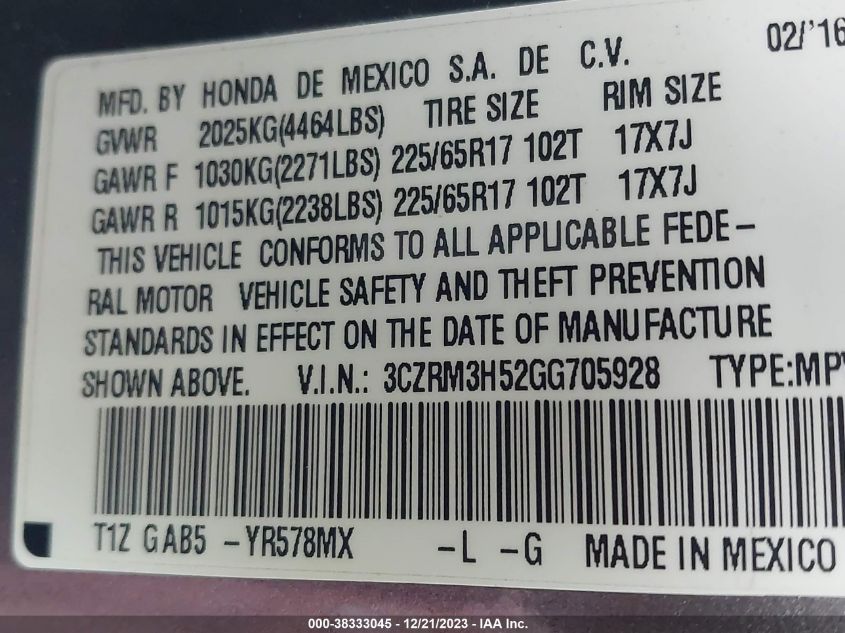 02/'16
MFD. BY HONDA DE MEXICO S.A. DE C.V.
GVWR 2025KG(4464LBS) TIRE SIZE RIM SIZE
GAWR F 1030KG(2271LBS) 225/65R17 102T 17X7J
GAWR R 1015KG(2238LBS) 225/65R17 102T 17X7J
THIS VEHICLE CONFORMS TO ALL APPLICABLE FEDE-
RAL MOTOR VEHICLE SAFETY AND THEFT PREVENTION
STANDARDS IN EFFECT ON THE DATE OF MANUFACTURE
SHOWN ABOVE. V.I.N.: 3CZRM3H52GG705928 TYPE:MPV
T1Z GAB5 -YR578MX -L -G MADE IN MEXICO
000-38333045 - 12/21/2023 - IAA Inc.